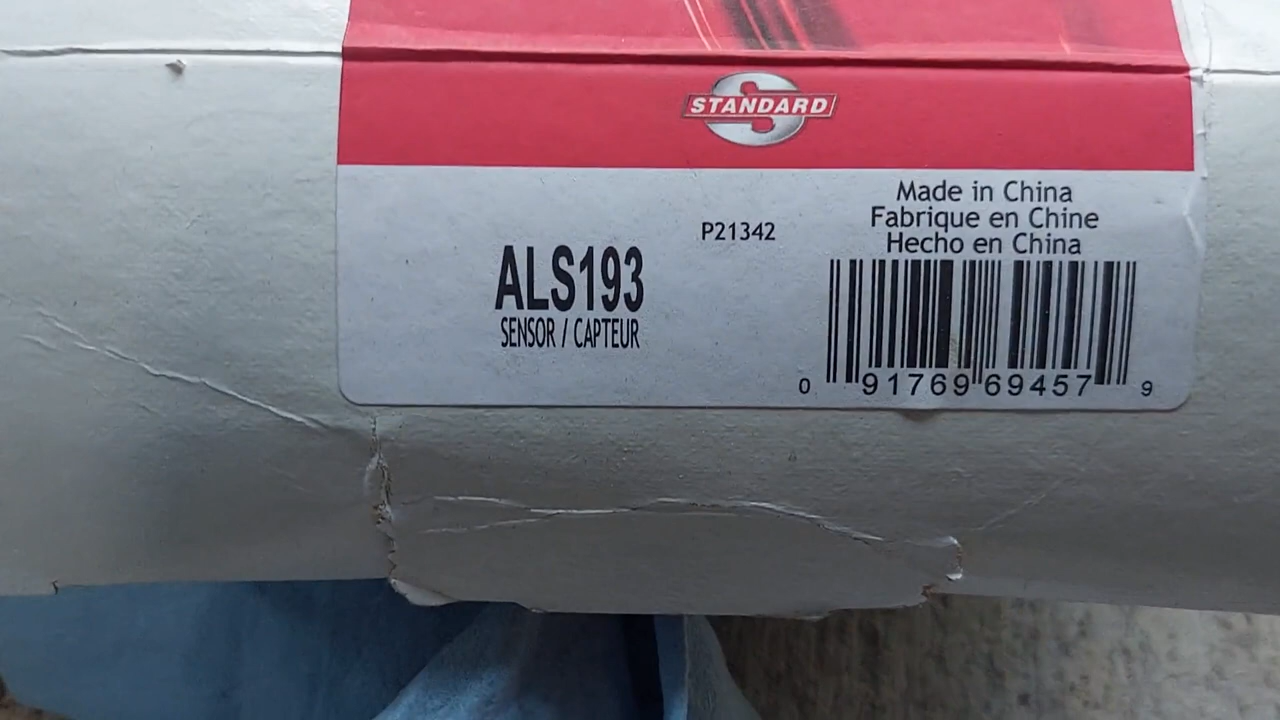 STANDARD
Made in China
Fabrique en Chine
Hecho en China
P21342
ALS193
SENSOR / CAPTEUR
0 91769 69457 9